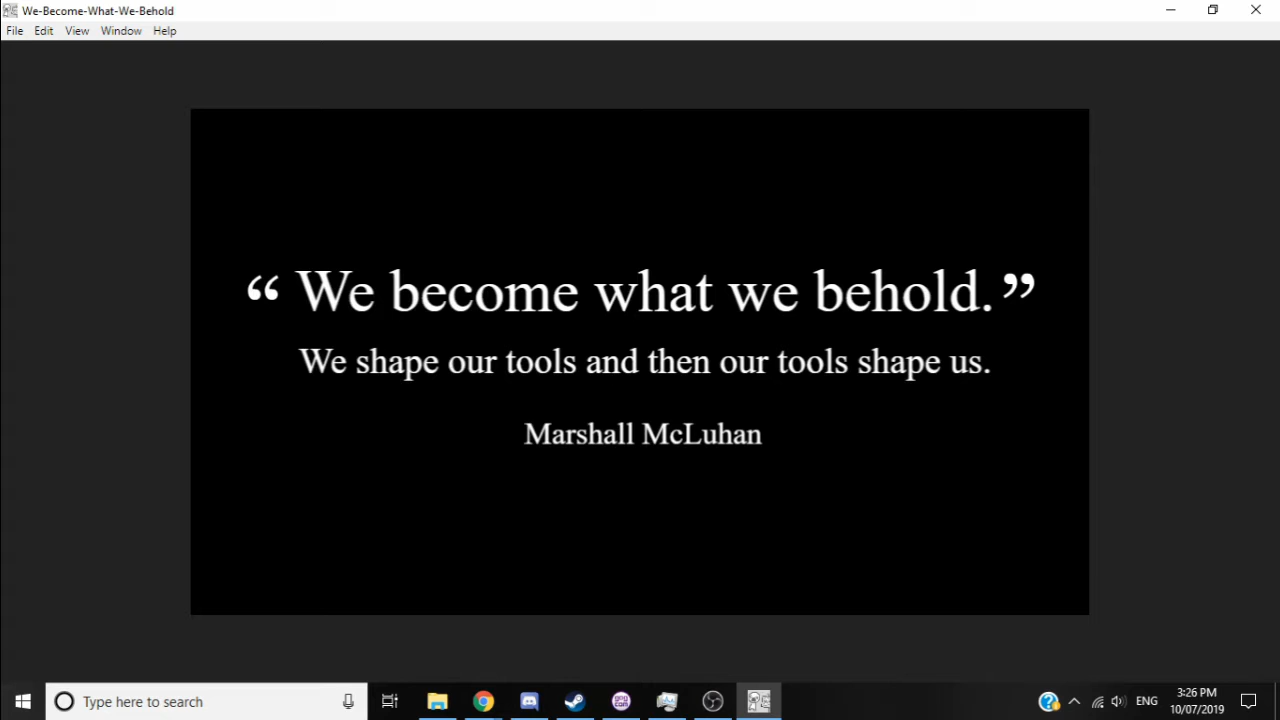 We-Become-What-We-Behold
File Edit View Window Help
“ We become what we behold. ”
We shape our tools and then our tools shape us.
Marshall McLuhan
Type here to search
ENG
3:26 PM
10/07/2019